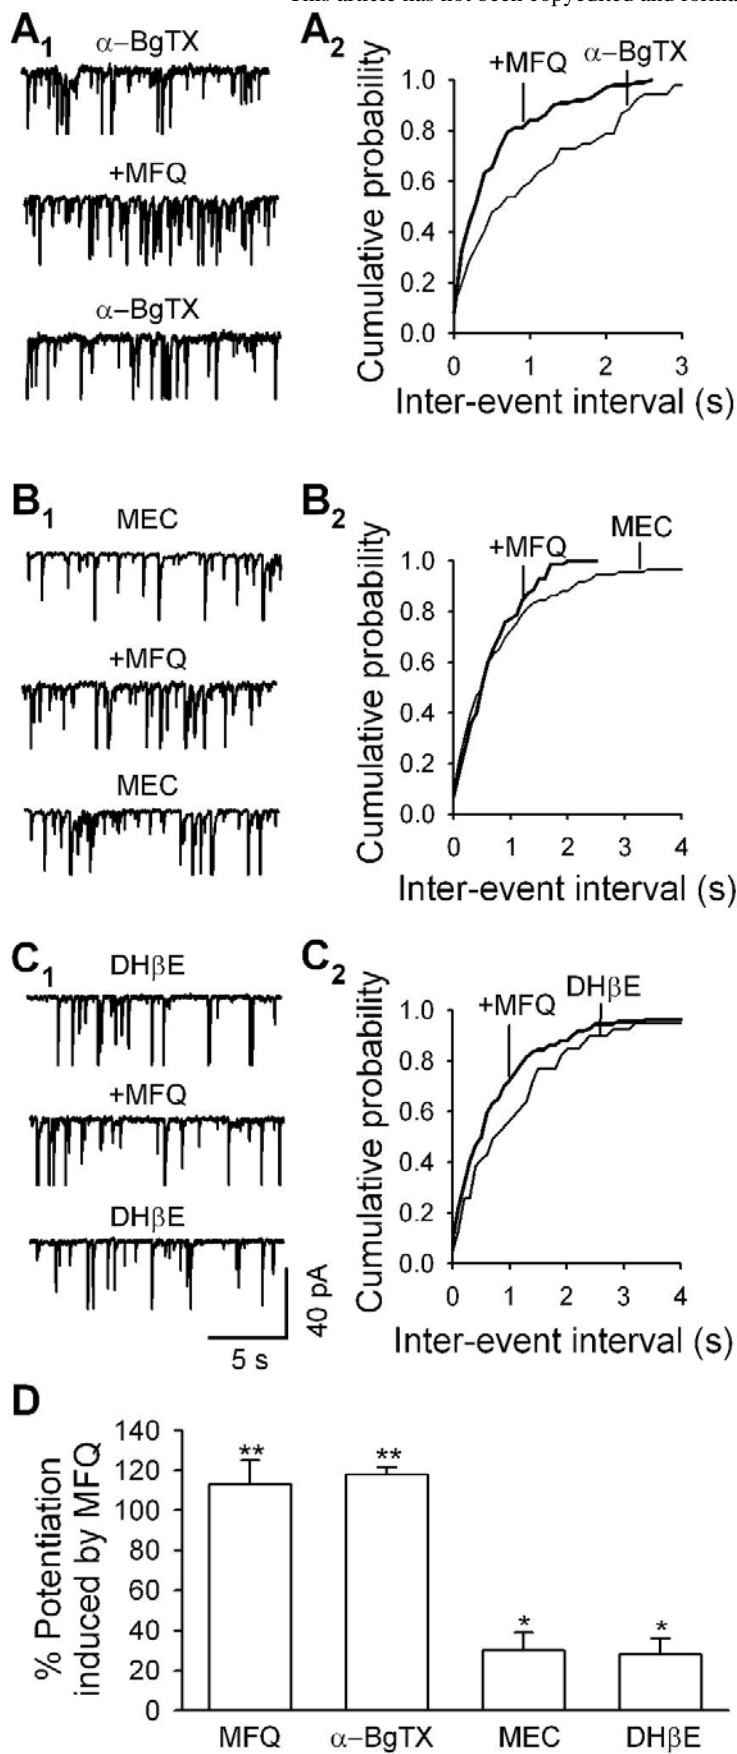 This article has not been copyedited and forma
A1
α−BgTX
+MFQ
α−BgTX
A2
+MFQ α−BgTX
Cumulative probability
1.0
0.8
0.6
0.4
0.2
0.0
0 1 2 3
Inter-event interval (s)
B1
MEC
+MFQ
MEC
B2
+MFQ MEC
Cumulative probability
1.0
0.8
0.6
0.4
0.2
0.0
0 1 2 3 4
Inter-event interval (s)
C1
DHβE
+MFQ
DHβE
40 pA
5 s
C2
+MFQ DHβE
Cumulative probability
1.0
0.8
0.6
0.4
0.2
0.0
0 1 2 3 4
Inter-event interval (s)
D
% Potentiation
induced by MFQ
140
120
100
80
60
40
20
0
** ** * *
MFQ α−BgTX MEC DHβE